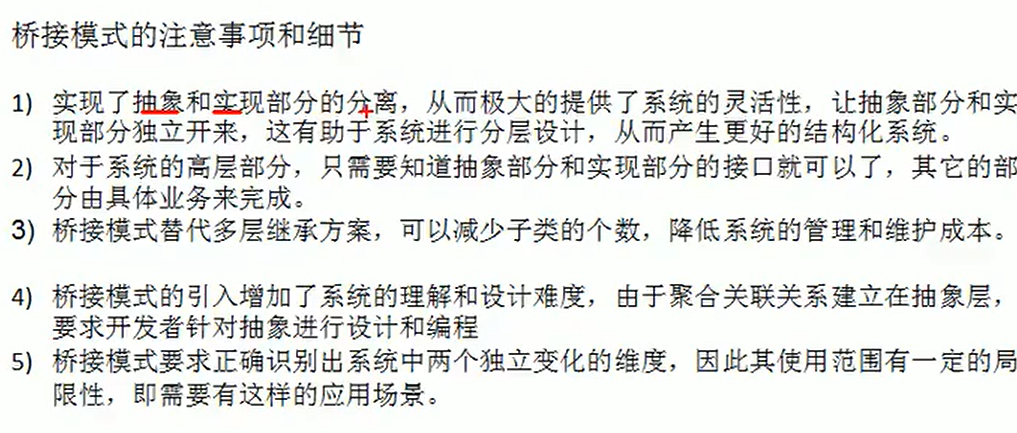 桥接模式的注意事项和细节
1) 实现了抽象和实现部分的分离，从而极大的提供了系统的灵活性，让抽象部分和实
现部分独立开来，这有助于系统进行分层设计，从而产生更好的结构化系统。
2) 对于系统的高层部分，只需要知道抽象部分和实现部分的接口就可以了，其它的部
分由具体业务来完成。
3) 桥接模式替代多层继承方案，可以减少子类的个数，降低系统的管理和维护成本。
4) 桥接模式的引入增加了系统的理解和设计难度，由于聚合关联关系建立在抽象层，
要求开发者针对抽象进行设计和编程
5) 桥接模式要求正确识别出系统中两个独立变化的维度，因此其使用范围有一定的局
限性，即需要有这样的应用场景。